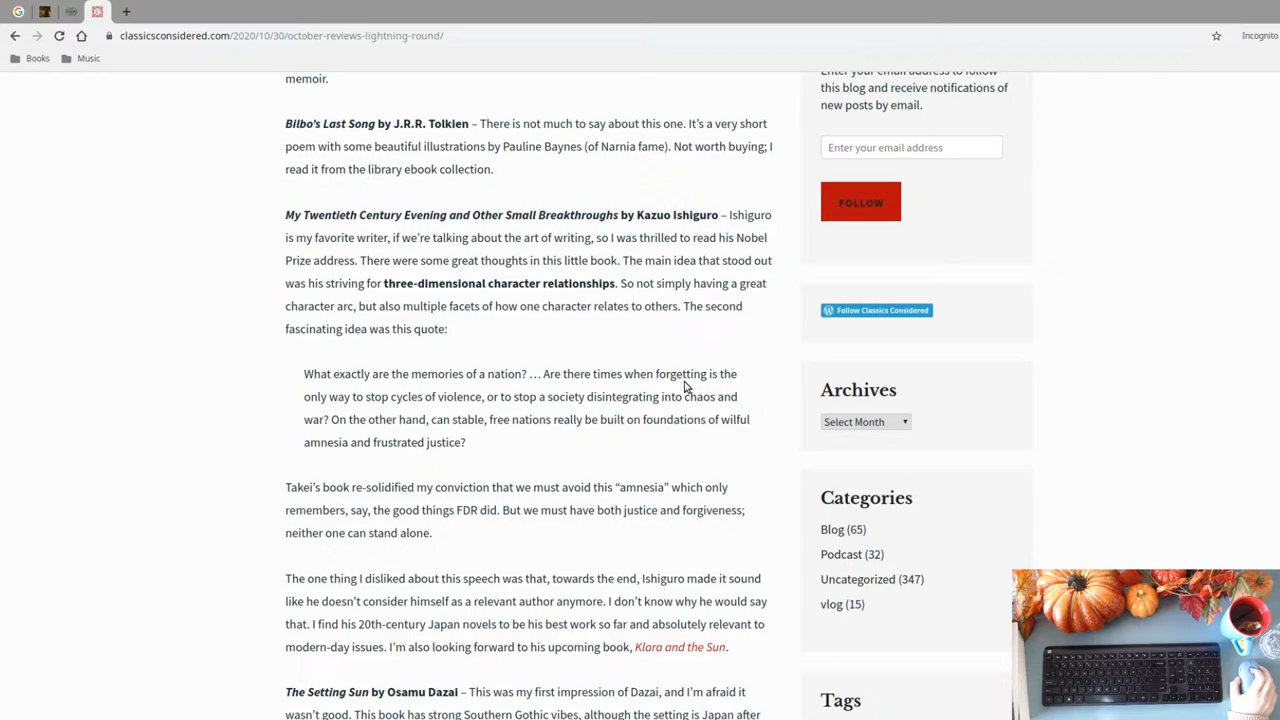 classicsconsidered.com/2020/10/30/october-reviews-lightning-round/
Incognito
Books
Music
memoir.
Bilbo's Last Song by J.R.R. Tolkien – There is not much to say about this one. It's a very short
poem with some beautiful illustrations by Pauline Baynes (of Narnia fame). Not worth buying; I
read it from the library ebook collection.
My Twentieth Century Evening and Other Small Breakthroughs by Kazuo Ishiguro – Ishiguro
is my favorite writer, if we're talking about the art of writing, so I was thrilled to read his Nobel
Prize address. There were some great thoughts in this little book. The main idea that stood out
was his striving for three-dimensional character relationships. So not simply having a great
character arc, but also multiple facets of how one character relates to others. The second
fascinating idea was this quote:
What exactly are the memories of a nation? … Are there times when forgetting is the
only way to stop cycles of violence, or to stop a society disintegrating into chaos and
war? On the other hand, can stable, free nations really be built on foundations of wilful
amnesia and frustrated justice?
Takei's book re-solidified my conviction that we must avoid this “amnesia” which only
remembers, say, the good things FDR did. But we must have both justice and forgiveness;
neither one can stand alone.
The one thing I disliked about this speech was that, towards the end, Ishiguro made it sound
like he doesn't consider himself as a relevant author anymore. I don't know why he would say
that. I find his 20th-century Japan novels to be his best work so far and absolutely relevant to
modern-day issues. I'm also looking forward to his upcoming book, Klara and the Sun.
The Setting Sun by Osamu Dazai – This was my first impression of Dazai, and I'm afraid it
wasn't good. This book has strong Southern Gothic vibes, although the setting is Japan after
Enter your email address to follow
this blog and receive notifications of
new posts by email.
Enter your email address
FOLLOW
Follow Classics Considered
Archives
Select Month
Categories
Blog (65)
Podcast (32)
Uncategorized (347)
vlog (15)
Tags